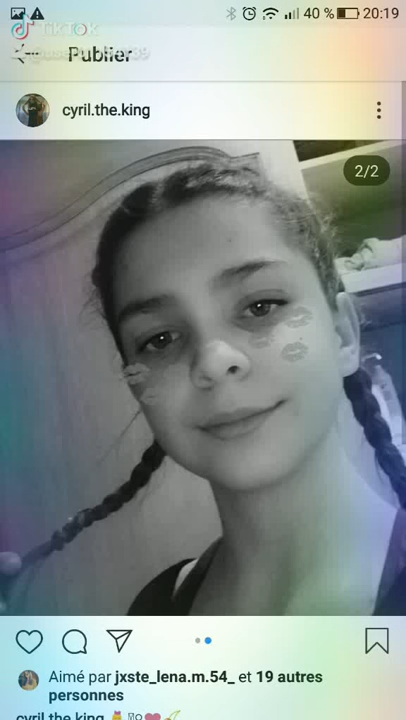 40 % 20:19
TikTok
Publier
cyril.the.king
2/2
Aimé par jxste_lena.m.54_ et 19 autres
personnes
cyril.the.king